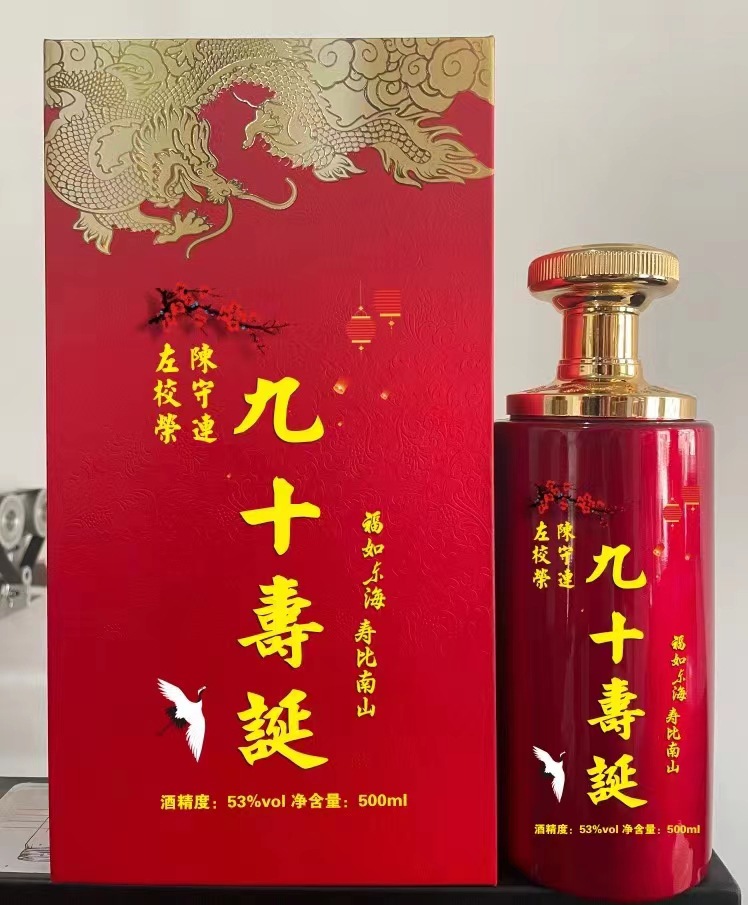 陳守連
左校榮
九十壽誕
福如东海 寿比南山
酒精度：53%vol 净含量：500ml
陳守連
左校榮
九十壽誕
福如东海 寿比南山
酒精度：53%vol 净含量：500ml